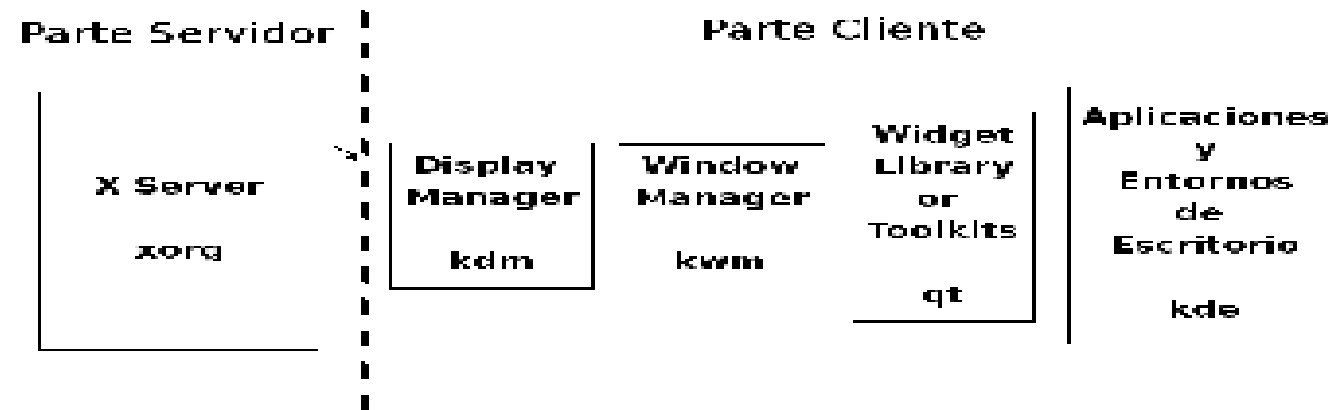 Parte Servidor
Parte Cliente
X Server
xorg
Display
Manager
kdm
Window
Manager
kwm
Widget
Library
or
Toolkits
qt
Aplicaciones
y
Entornos
de
Escritorio
kde